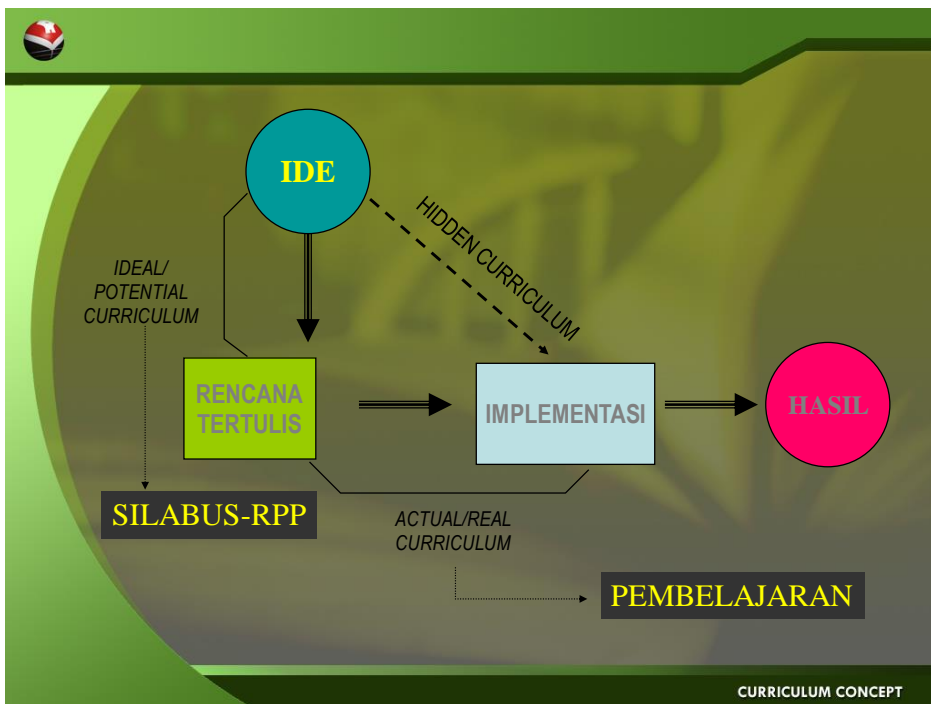 IDE
HIDDEN CURRICULUM
IDEAL/
POTENTIAL
CURRICULUM
RENCANA
TERTULIS
IMPLEMENTASI
HASIL
SILABUS-RPP
ACTUAL/REAL
CURRICULUM
PEMBELAJARAN
CURRICULUM CONCEPT